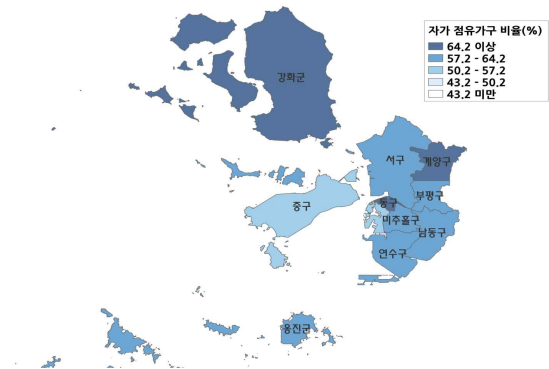 자가 점유가구 비율(%)
64.2 이상
57.2 - 64.2
50.2 - 57.2
43.2 - 50.2
43.2 미만
강화군
서구
계양구
부평구
중구
동구
미추홀구
남동구
연수구
옹진군